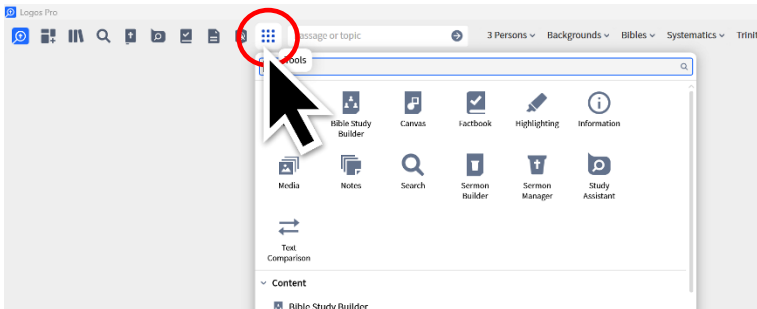 Logos Pro
assage or topic
3 Persons
Backgrounds
Bibles
Systematics
Trinit
Tools
Bible Study
Builder
Canvas
Factbook
Highlighting
Information
Media
Notes
Search
Sermon
Builder
Sermon
Manager
Study
Assistant
Text
Comparison
Content
Bible Study Builder